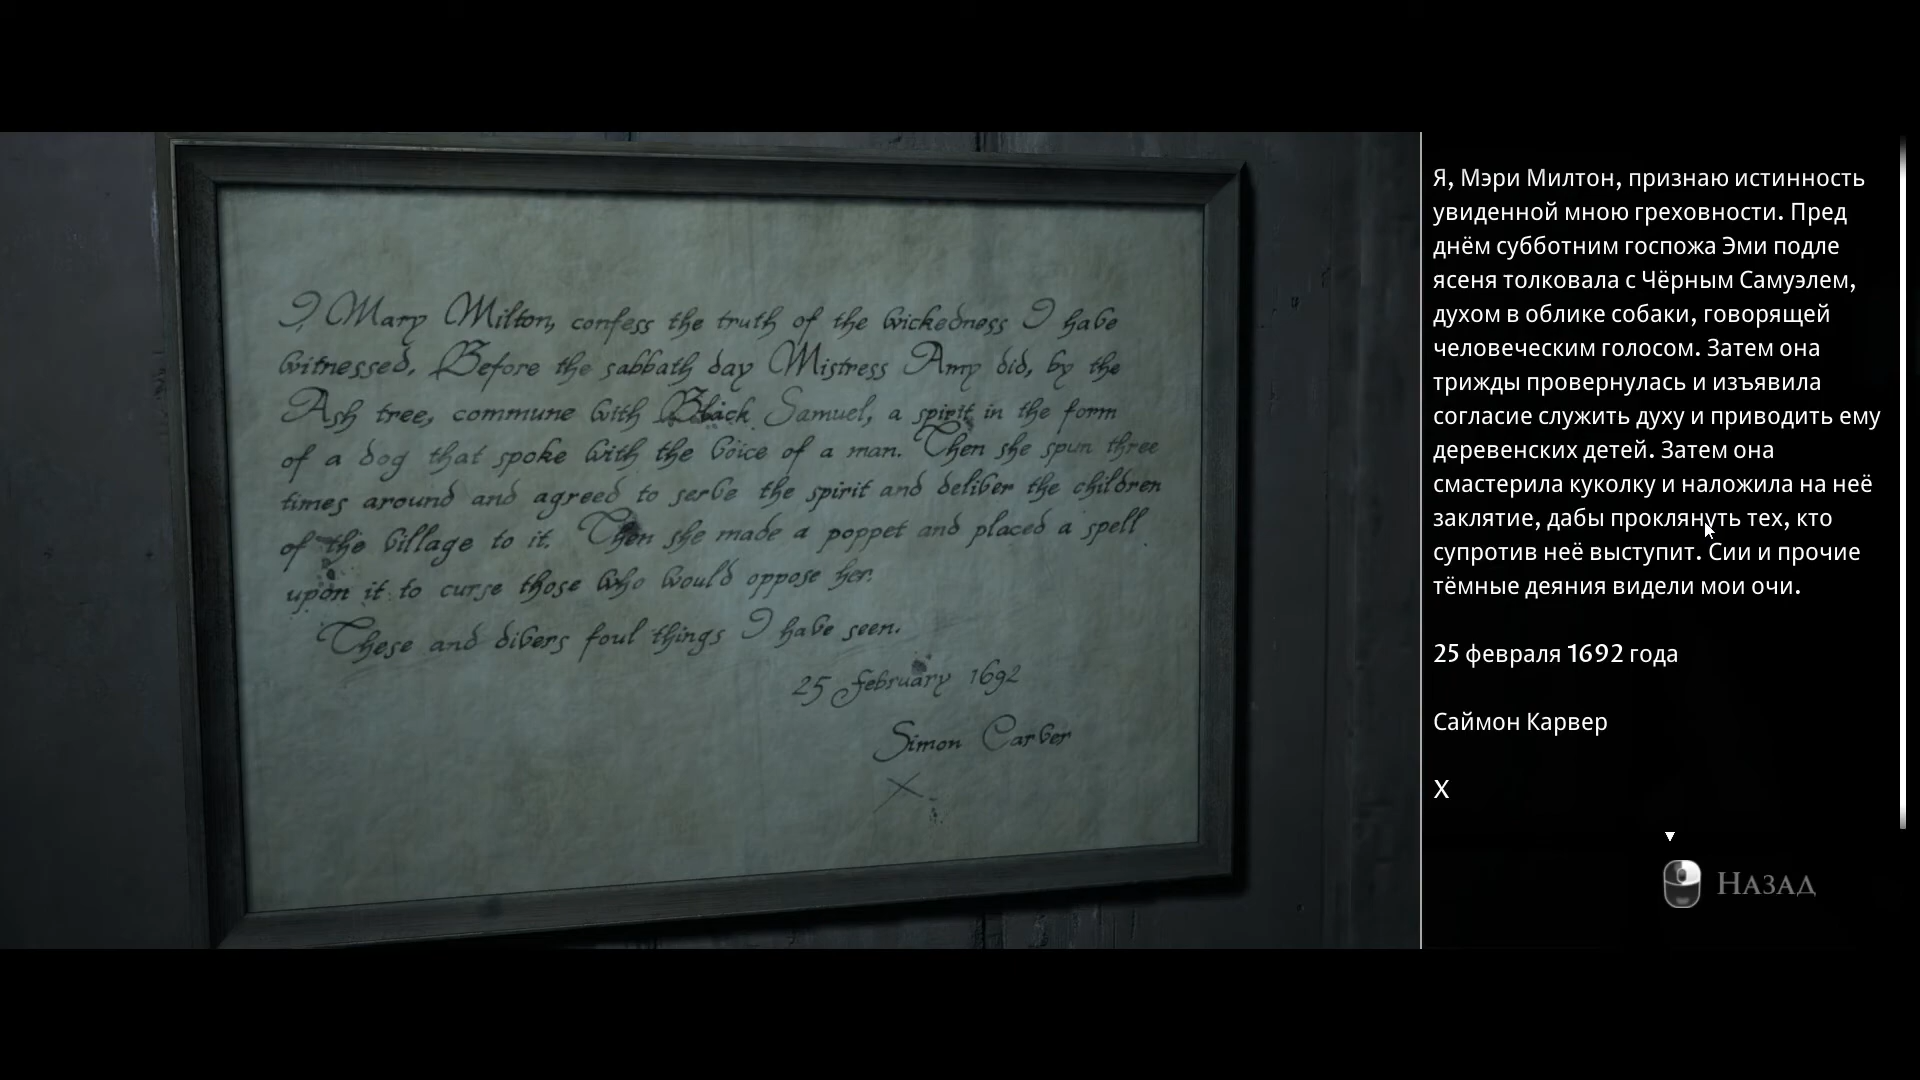 I, Mary Milton, confess the truth of the wickedness I have
witnessed. Before the sabbath day Mistress Amy did, by the
Ash tree, commune with Black Samuel, a spirit in the form
of a dog that spoke with the voice of a man. Then she spun three
times around and agreed to serve the spirit and deliver the children
of the village to it. Then she made a poppet and placed a spell
upon it to curse those who would oppose her.
These and divers foul things I have seen.
25 february 1692
Simon Carver
X
Я, Мэри Милтон, признаю истинность
увиденной мною греховности. Пред
днём субботним госпожа Эми подле
ясеня толковала с Чёрным Самуэлем,
духом в облике собаки, говорящей
человеческим голосом. Затем она
трижды провернулась и изъявила
согласие служить духу и приводить ему
деревенских детей. Затем она
смастерила куколку и наложила на неё
заклятие, дабы проклянуть тех, кто
супротив неё выступит. Сии и прочие
тёмные деяния видели мои очи.
25 февраля 1692 года
Саймон Карвер
X
Назад